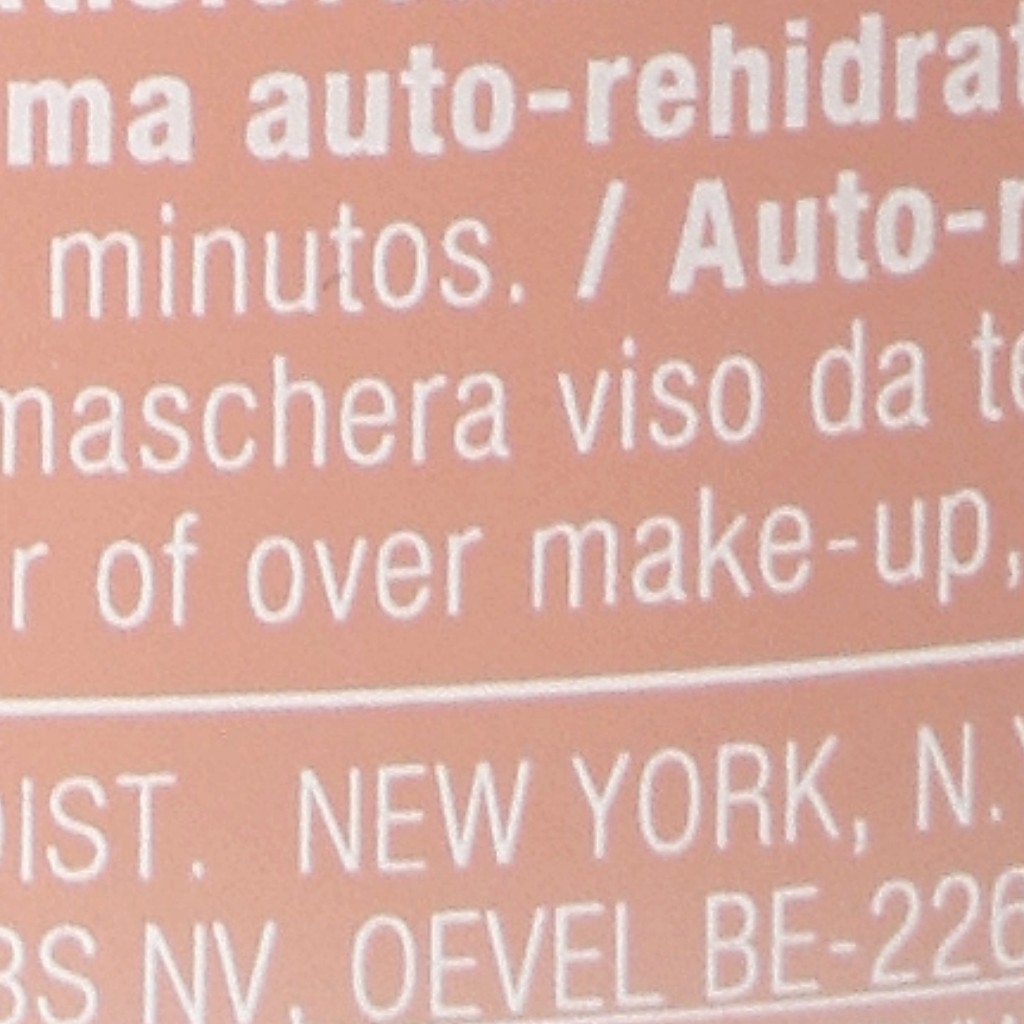 ma auto-rehidrat
minutos. / Auto-r
maschera viso da te
r of over make-up,
DIST. NEW YORK, N.Y
BS NV, OEVEL BE-226